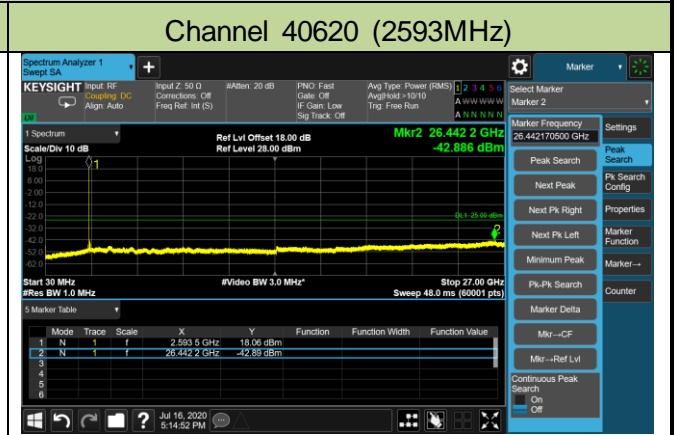 Channel 40620 (2593MHz)
Spectrum Analyzer 1
Swept SA
Marker
KEYSIGHT
Input: RF
Coupling: DC
Align: Auto
Input Z: 50 Ω
Corrections: Off
Freq Ref: Int (S)
#Atten: 20 dB
PNO: Fast
Gate: Off
IF Gain: Low
Sig Track: Off
Avg Type: Power (RMS)
Avg|Hold:>10/10
Trig: Free Run
1 2 3 4 5 6
A W W W W W
A N N N N N
Select Marker
Marker 2
1 Spectrum
Scale/Div 10 dB
Ref Lvl Offset 18.00 dB
Ref Level 28.00 dBm
Mkr2 26.442 2 GHz
-42.886 dBm
Log
18.0
8.00
-2.00
-12.0
-22.0
-32.0
-42.0
-52.0
-62.0
1
DL1 -25.00 dBm
2
Start 30 MHz
#Res BW 1.0 MHz
#Video BW 3.0 MHz*
Stop 27.00 GHz
Sweep 48.0 ms (60001 pts)
5 Marker Table
Mode Trace Scale X Y Function Function Width Function Value
1 N 1 f 2.593 5 GHz 18.06 dBm
2 N 1 f 26.442 2 GHz -42.89 dBm
3
4
5
6
Marker Frequency
26.442170500 GHz
Peak Search
Next Peak
Next Pk Right
Next Pk Left
Minimum Peak
Pk-Pk Search
Marker Delta
Mkr→CF
Mkr→Ref Lvl
Continuous Peak
Search
On
Off
Settings
Peak
Search
Pk Search
Config
Properties
Marker
Function
Marker→
Counter
Jul 16, 2020
5:14:52 PM